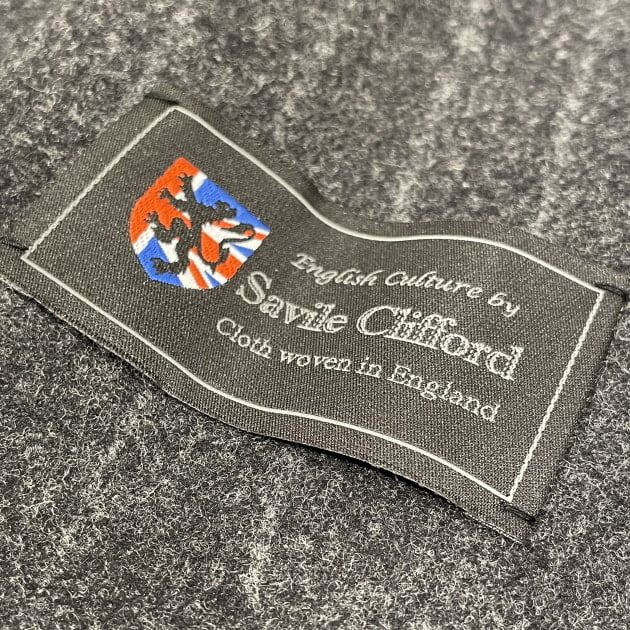 English Culture by
Savile Clifford
Cloth woven in England